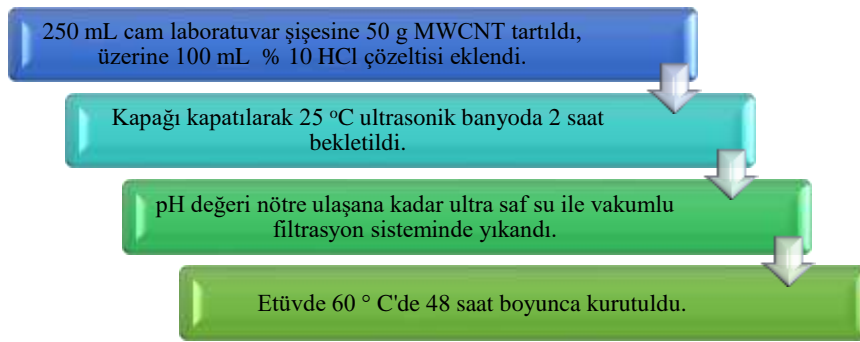 250 mL cam laboratuvar şişesine 50 g MWCNT tartıldı,
üzerine 100 mL % 10 HCl çözeltisi eklendi.
Kapağı kapatılarak 25 °C ultrasonik banyoda 2 saat
bekletildi.
pH değeri nötre ulaşana kadar ultra saf su ile vakumlu
filtrasyon sisteminde yıkandı.
Etüvde 60 ° C'de 48 saat boyunca kurutuldu.